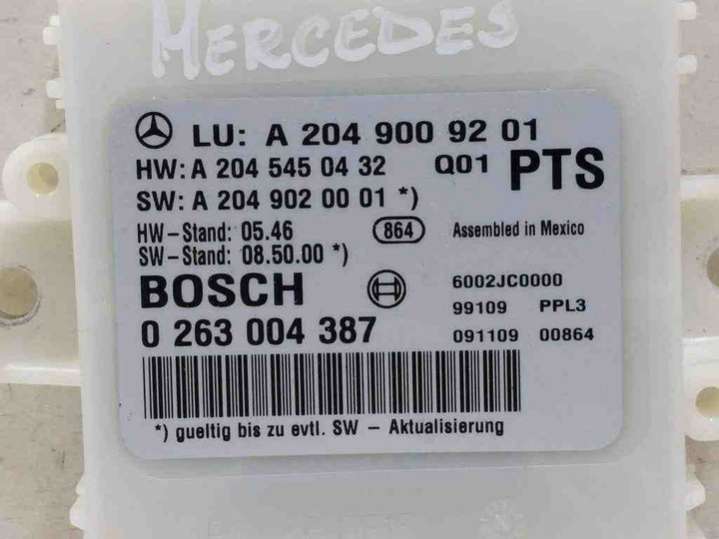 MERCEDES
LU: A 204 900 92 01
HW: A 204 545 04 32 Q01 PTS
SW: A 204 902 00 01 *)
HW-Stand: 05.46 864 Assembled in Mexico
SW-Stand: 08.50.00 *)
BOSCH 6002JC0000
99109 PPL3
0 263 004 387 091109 00864
*) gueltig bis zu evtl. SW - Aktualisierung